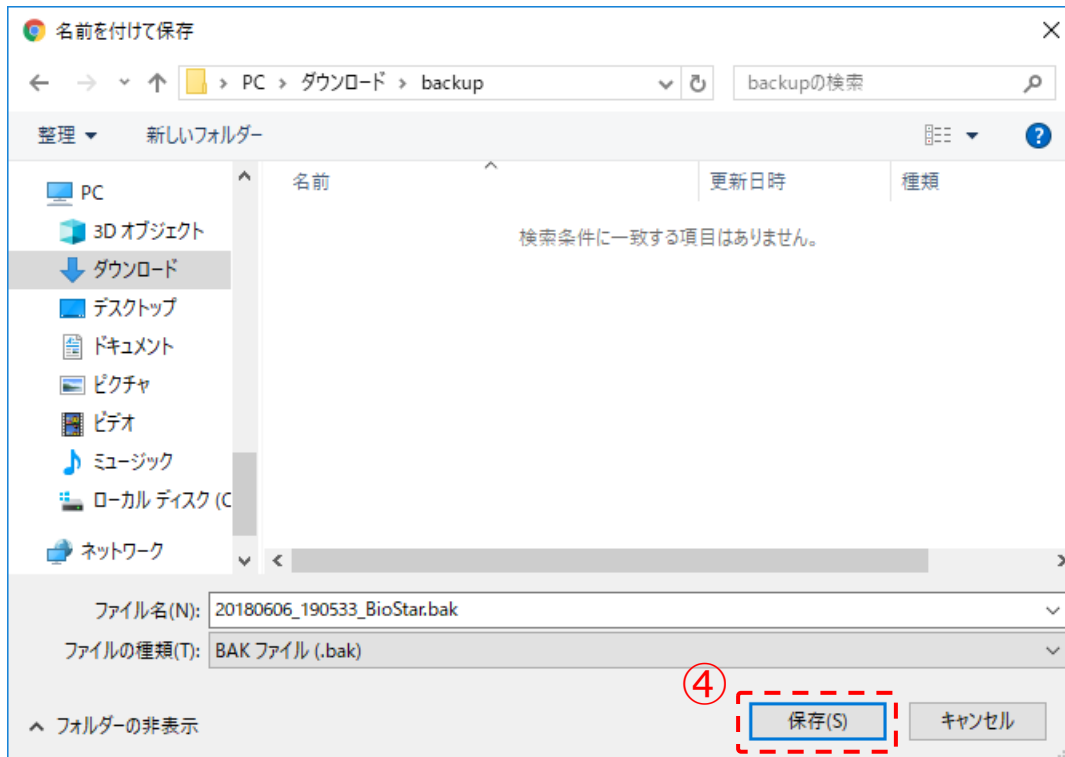 名前を付けて保存
PC › ダウンロード › backup
backupの検索
整理 新しいフォルダー
名前 更新日時 種類
検索条件に一致する項目はありません。
PC
3D オブジェクト
ダウンロード
デスクトップ
ドキュメント
ピクチャ
ビデオ
ミュージック
ローカル ディスク (C
ネットワーク
ファイル名(N): 20180606_190533_BioStar.bak
ファイルの種類(T): BAK ファイル (.bak)
④
フォルダーの非表示 保存(S) キャンセル